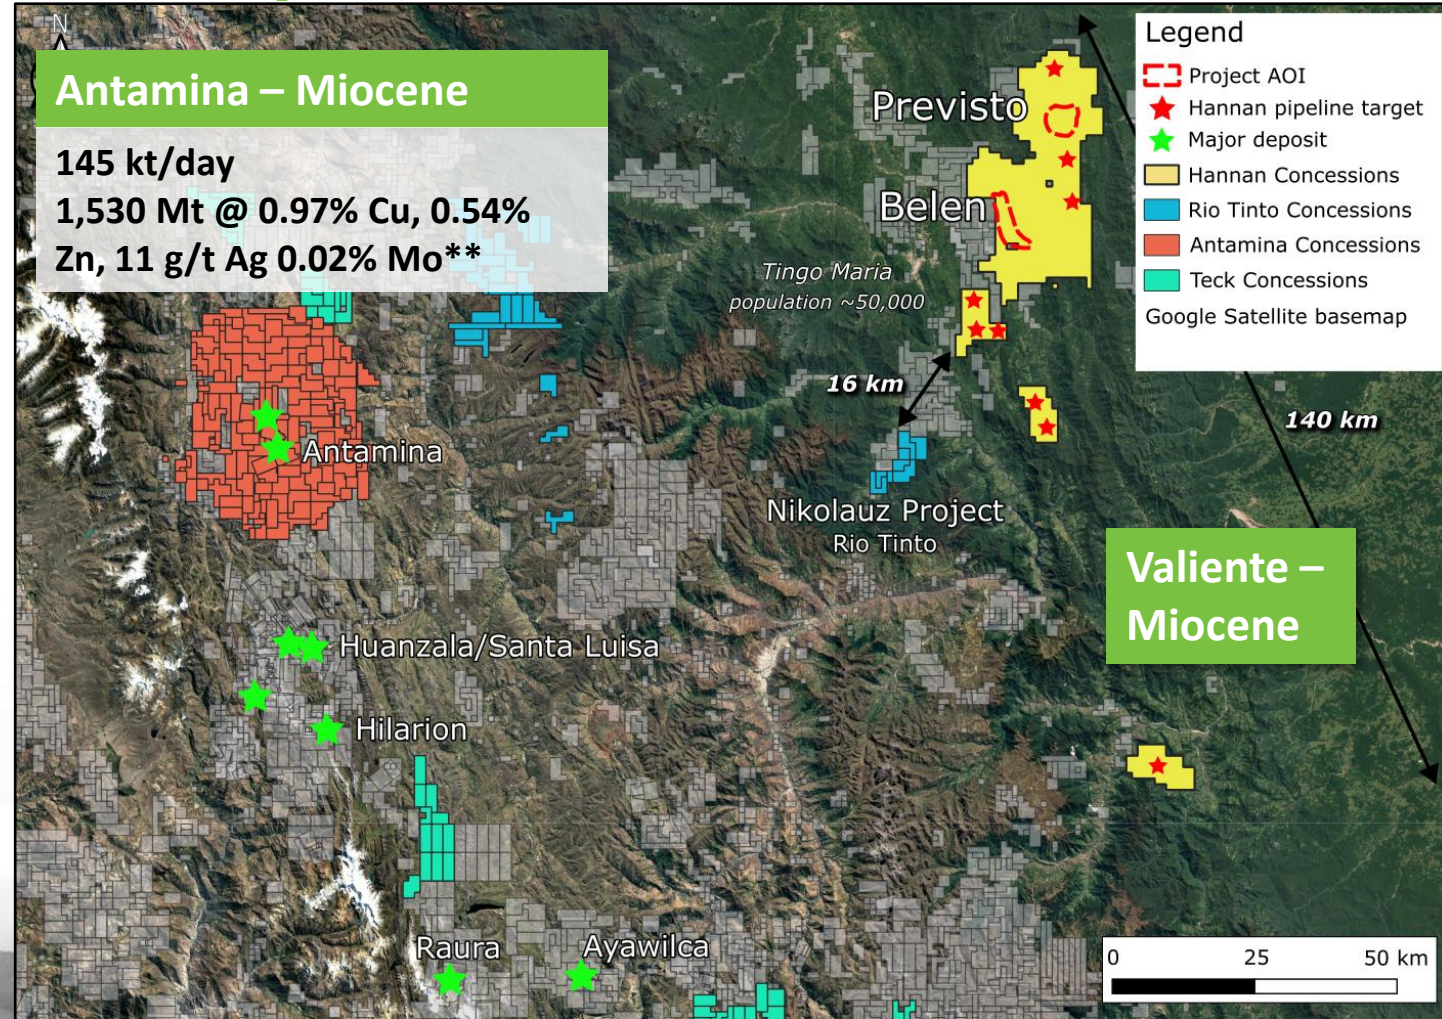 N
Antamina – Miocene
145 kt/day
1,530 Mt @ 0.97% Cu, 0.54%
Zn, 11 g/t Ag 0.02% Mo**
Legend
Project AOI
Hannan pipeline target
Major deposit
Hannan Concessions
Rio Tinto Concessions
Antamina Concessions
Teck Concessions
Google Satellite basemap
Previsto
Belen
Tingo Maria
population ~50,000
16 km
140 km
Antamina
Nikolauz Project
Rio Tinto
Valiente –
Miocene
Huanzala/Santa Luisa
Hilarion
Raura
Ayawilca
0 25 50 km